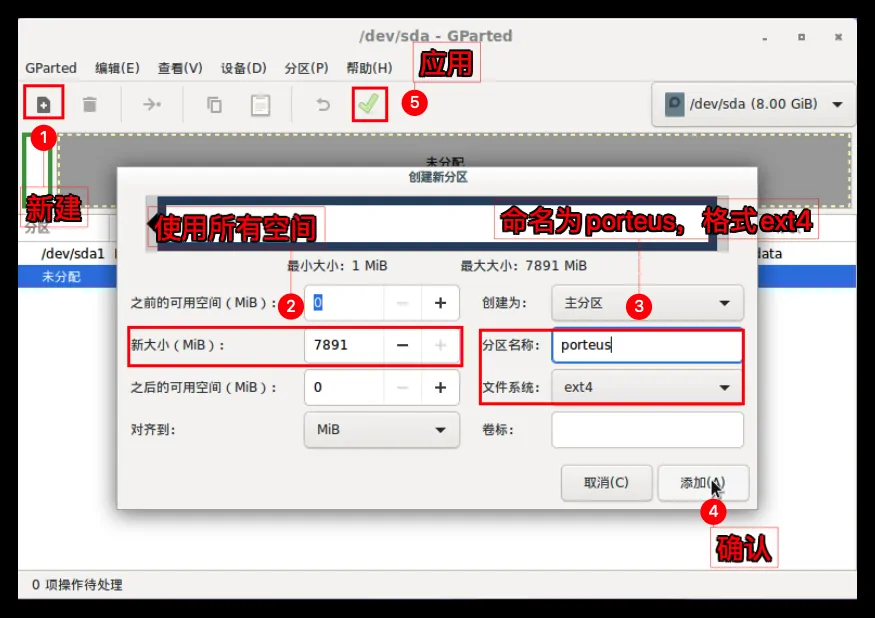 /dev/sda - GParted
GParted 编辑(E) 查看(V) 设备(D) 分区(P) 帮助(H)
应用
5
/dev/sda (8.00 GiB)
1
未分配
创建新分区
新建
使用所有空间
命名为porteus，格式ext4
分区
最小大小：1 MiB
最大大小：7891 MiB
/dev/sda1
data
未分配
之前的可用空间（MiB）：
2
0
创建为：
主分区
3
新大小（MiB）：
7891
分区名称：
porteus
之后的可用空间（MiB）：
0
文件系统：
ext4
对齐到：
MiB
卷标：
取消(C)
添加(A)
4
确认
0 项操作待处理